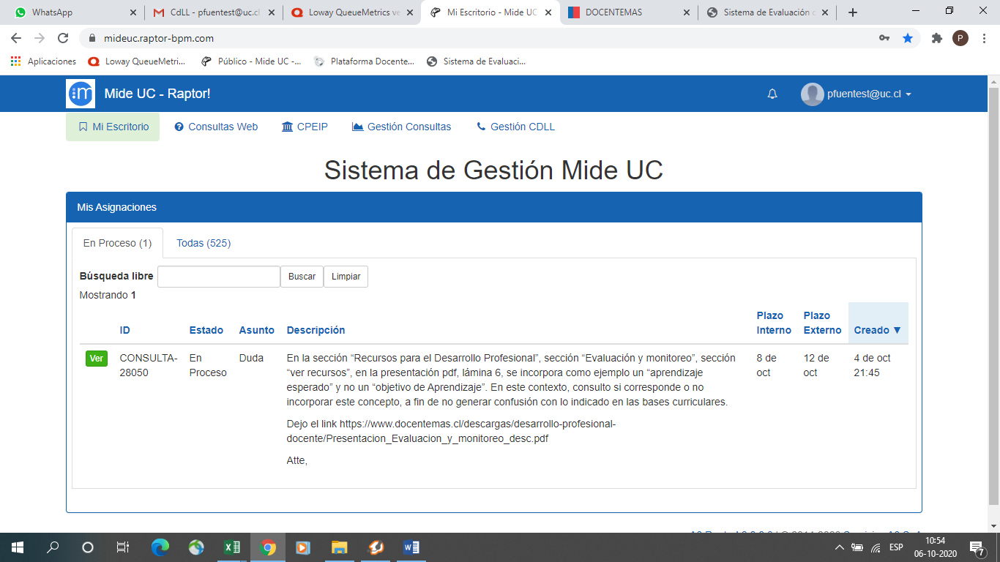 WhatsApp
CdLL - pfuentest@uc.cl
Loway QueueMetrics ve
Mi Escritorio - Mide UC
DOCENTEMAS
Sistema de Evaluación
mideuc.raptor-bpm.com
P
Aplicaciones
Loway QueueMetri...
Público - Mide UC -...
Plataforma Docente...
Sistema de Evaluaci...
:m
Mide UC - Raptor!
pfuentest@uc.cl
Mi Escritorio
Consultas Web
CPEIP
Gestión Consultas
Gestión CDLL
Sistema de Gestión Mide UC
Mis Asignaciones
En Proceso (1)
Todas (525)
Búsqueda libre
Buscar
Limpiar
Mostrando 1
ID
Estado
Asunto
Descripción
Plazo
Interno
Plazo
Externo
Creado ▼
Ver
CONSULTA-
28050
En
Proceso
Duda
En la sección “Recursos para el Desarrollo Profesional”, sección “Evaluación y monitoreo”, sección
“ver recursos”, en la presentación pdf, lámina 6, se incorpora como ejemplo un “aprendizaje
esperado” y no un “objetivo de Aprendizaje”. En este contexto, consulto si corresponde o no
incorporar este concepto, a fin de no generar confusión con lo indicado en las bases curriculares.
Dejo el link https://www.docentemas.cl/descargas/desarrollo-profesional-
docente/Presentacion_Evaluacion_y_monitoreo_desc.pdf
Atte,
8 de
oct
12 de
oct
4 de oct
21:45
ESP
10:54
06-10-2020
7